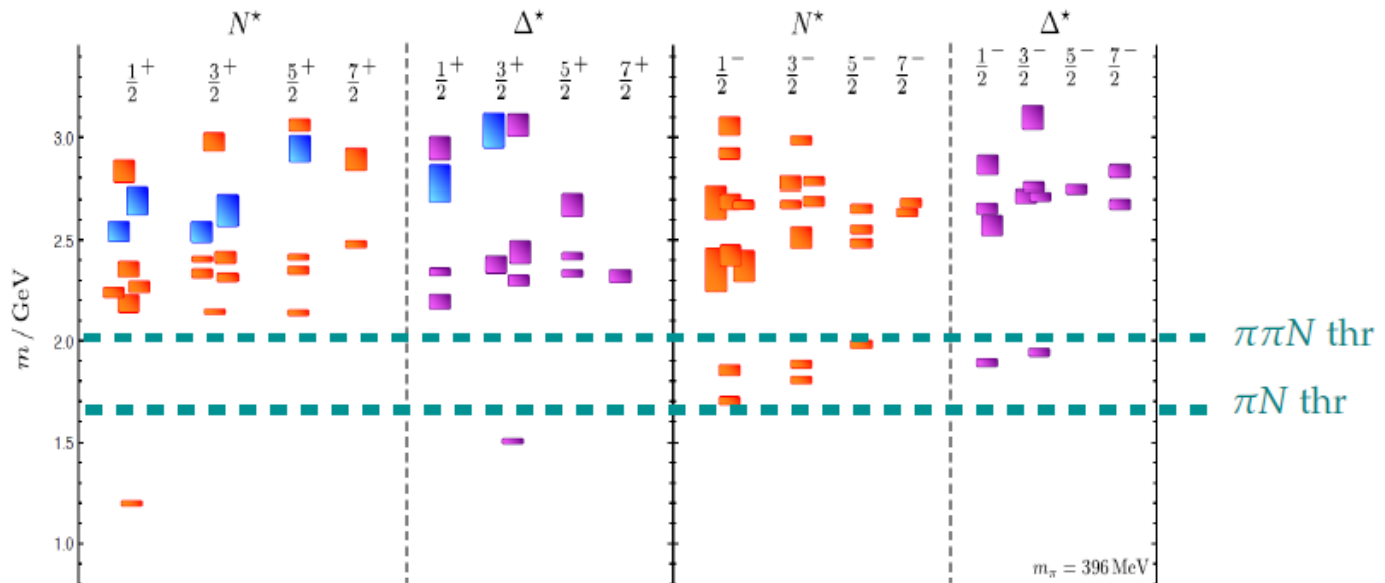 N⋆ Δ⋆ N⋆ Δ⋆
1/2⁺ 3/2⁺ 5/2⁺ 7/2⁺ 1/2⁺ 3/2⁺ 5/2⁺ 7/2⁺ 1/2⁻ 3/2⁻ 5/2⁻ 7/2⁻ 1/2⁻ 3/2⁻ 5/2⁻ 7/2⁻
3.0
2.5
m / GeV
2.0
ππN thr
πN thr
1.5
1.0
mπ = 396 MeV